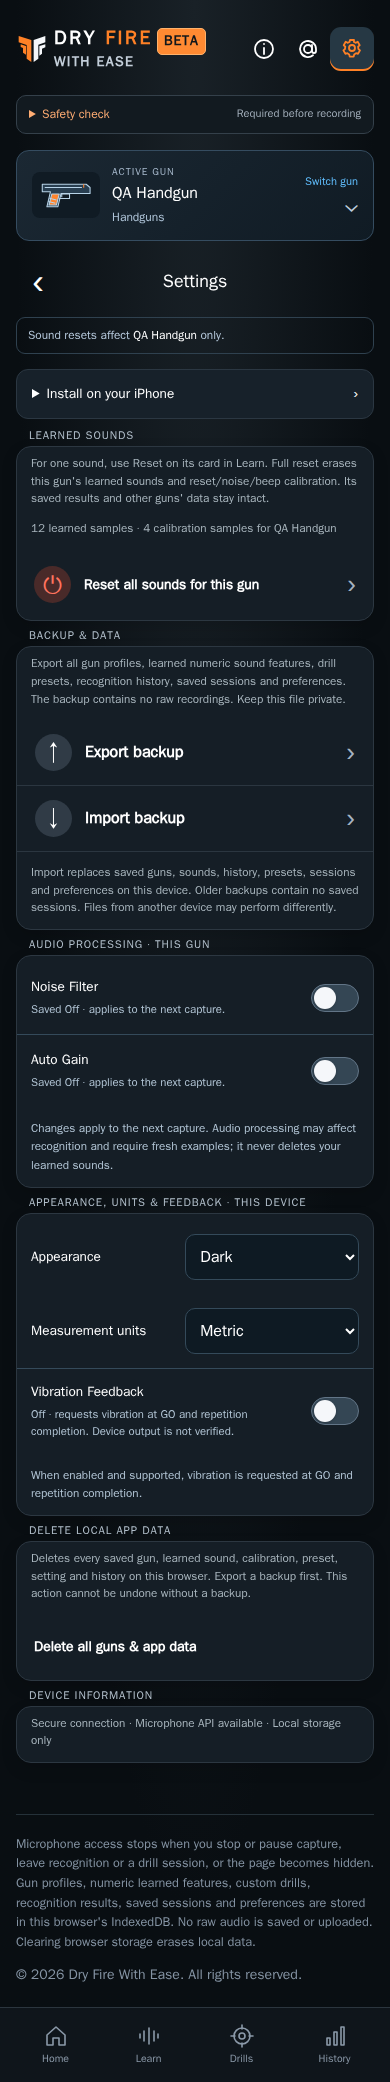 DRY FIRE BETA
WITH EASE
Safety check Required before recording
ACTIVE GUN
QA Handgun
Handguns
Switch gun
Settings
Sound resets affect QA Handgun only.
Install on your iPhone
LEARNED SOUNDS
For one sound, use Reset on its card in Learn. Full reset erases
this gun's learned sounds and reset/noise/beep calibration. Its
saved results and other guns' data stay intact.
12 learned samples · 4 calibration samples for QA Handgun
Reset all sounds for this gun
BACKUP & DATA
Export all gun profiles, learned numeric sound features, drill
presets, recognition history, saved sessions and preferences.
The backup contains no raw recordings. Keep this file private.
Export backup
Import backup
Import replaces saved guns, sounds, history, presets, sessions
and preferences on this device. Older backups contain no saved
sessions. Files from another device may perform differently.
AUDIO PROCESSING · THIS GUN
Noise Filter
Saved Off · applies to the next capture.
Auto Gain
Saved Off · applies to the next capture.
Changes apply to the next capture. Audio processing may affect
recognition and require fresh examples; it never deletes your
learned sounds.
APPEARANCE, UNITS & FEEDBACK · THIS DEVICE
Appearance Dark
Measurement units Metric
Vibration Feedback
Off · requests vibration at GO and repetition
completion. Device output is not verified.
When enabled and supported, vibration is requested at GO and
repetition completion.
DELETE LOCAL APP DATA
Deletes every saved gun, learned sound, calibration, preset,
setting and history on this browser. Export a backup first. This
action cannot be undone without a backup.
Delete all guns & app data
DEVICE INFORMATION
Secure connection · Microphone API available · Local storage
only
Microphone access stops when you stop or pause capture,
leave recognition or a drill session, or the page becomes hidden.
Gun profiles, numeric learned features, custom drills,
recognition results, saved sessions and preferences are stored
in this browser's IndexedDB. No raw audio is saved or uploaded.
Clearing browser storage erases local data.
© 2026 Dry Fire With Ease. All rights reserved.
Home Learn Drills History